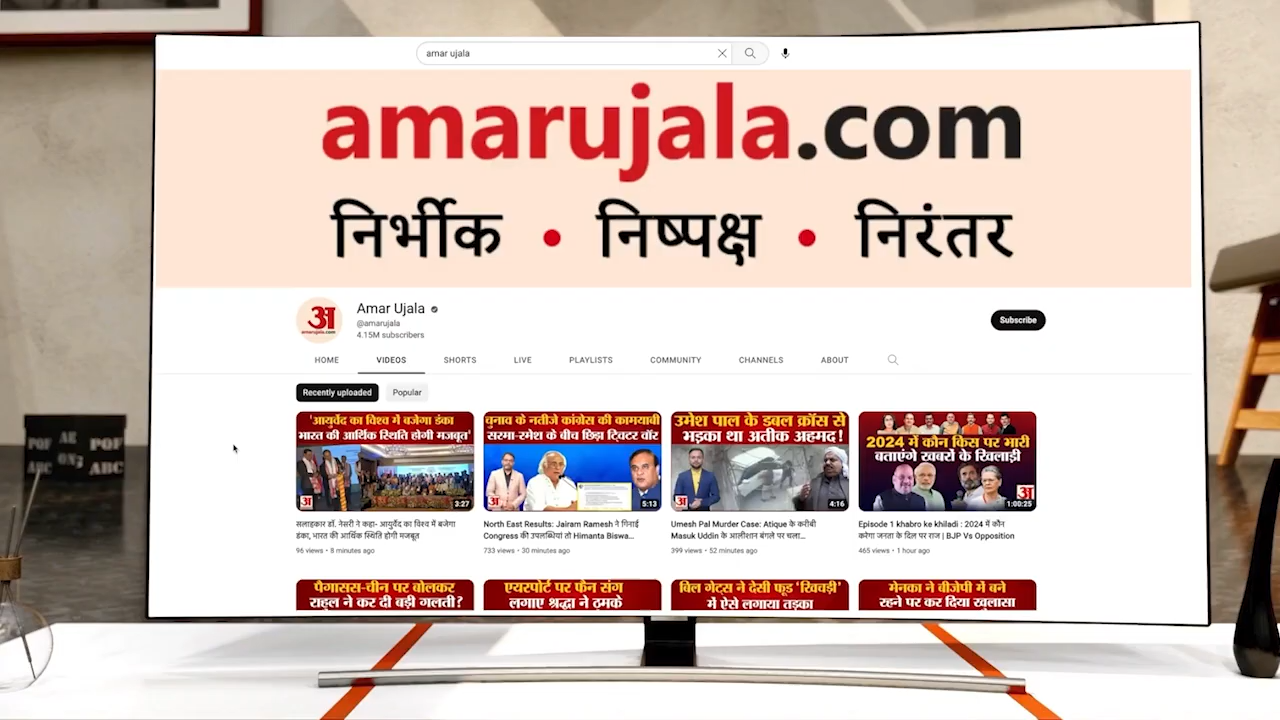 amar ujala
amarujala.com
निर्भीक • निष्पक्ष • निरंतर
अ
amarujala.com
Amar Ujala
@amarujala
4.15M subscribers
Subscribe
HOME VIDEOS SHORTS LIVE PLAYLISTS COMMUNITY CHANNELS ABOUT
Recently uploaded Popular
'आयुर्वेद का विश्व में बजेगा डंका
भारत की आर्थिक स्थिति होगी मजबूत'
अ
3:27
सलाहकार डॉ. नेसरी ने कहा- आयुर्वेद का विश्व में बजेगा
डंका, भारत की आर्थिक स्थिति होगी मजबूत
96 views • 8 minutes ago
चुनाव के नतीजे कांग्रेस की कामयाबी
सरमा-रमेश के बीच छिड़ा ट्विटर वॉर
अ
5:13
North East Results: Jairam Ramesh ने गिनाई
Congress की उपलब्धियां तो Himanta Biswa...
733 views • 30 minutes ago
उमेश पाल के डबल क्रॉस से
भड़का था अतीक अहमद!
अ
4:16
Umesh Pal Murder Case: Atique के करीबी
Masuk Uddin के आलीशान बंगले पर चला...
399 views • 52 minutes ago
2024 में कौन किस पर भारी
बताएंगे खबरों के खिलाड़ी
अ
1:00:25
Episode 1 khabro ke khiladi : 2024 में कौन
करेगा जनता के दिल पर राज | BJP Vs Opposition
465 views • 1 hour ago
पैगासस-चीन पर बोलकर
राहुल ने कर दी बड़ी गलती?
एयरपोर्ट पर फैन संग
लगाए श्रद्धा ने ठुमके
बिल गेट्स ने देसी फूड 'खिचड़ी'
में ऐसे लगाया तड़का
मेनका ने बीजेपी में बने
रहने पर कर दिया खुलासा